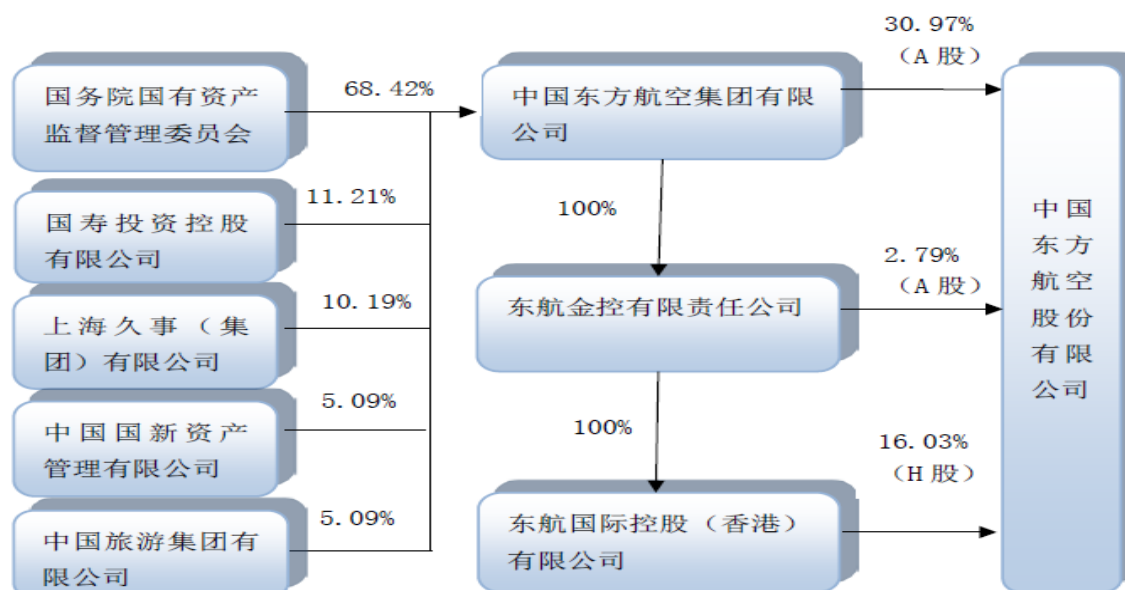 国务院国有资产
监督管理委员会
68.42%
国寿投资控股
有限公司
11.21%
上海久事（集
团）有限公司
10.19%
中国国新资产
管理有限公司
5.09%
中国旅游集团有
限公司
5.09%
中国东方航空集团有限
公司
100%
东航金控有限责任公司
100%
东航国际控股（香港）
有限公司
30.97%
（A 股）
2.79%
（A 股）
16.03%
（H 股）
中国
东方
航空
股份
有限
公司